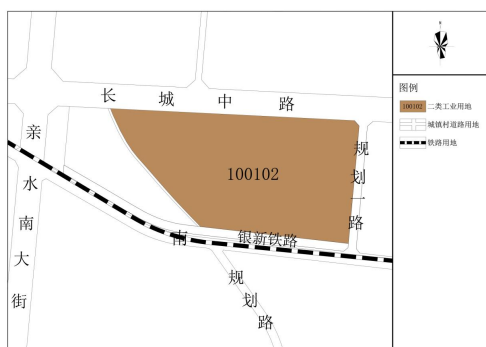 长城中路
亲水南大街
100102
规划一路
银新铁路
南
规划路
图例
100102 二类工业用地
城镇村道路用地
铁路用地